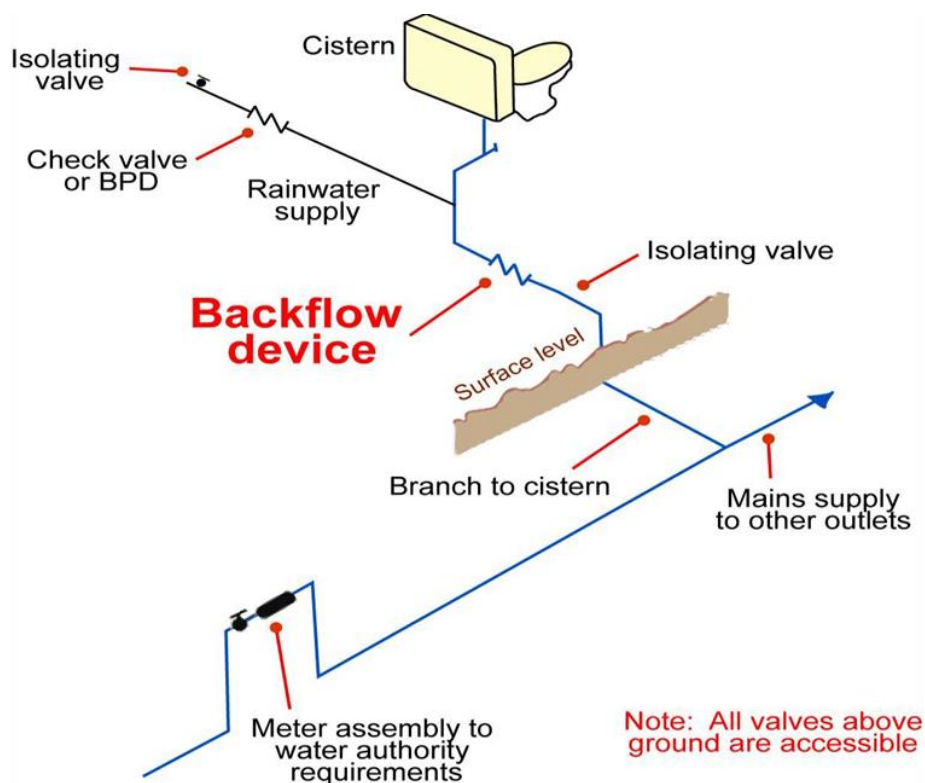 Cistern
Isolating
valve
Check valve
or BPD
Rainwater
supply
Isolating valve
Backflow
device
Surface level
Branch to cistern
Mains supply
to other outlets
Meter assembly to
water authority
requirements
Note: All valves above
ground are accessible